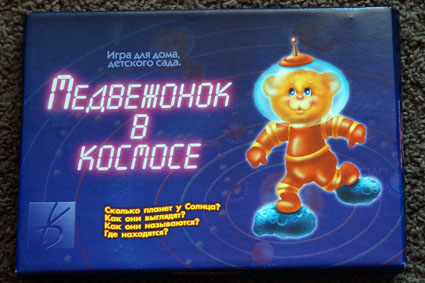 Игра для дома,
детского сада.
Медвежонок
в
космосе
Сколько планет у Солнца?
Как они выглядят?
Как они называются?
Где находятся?